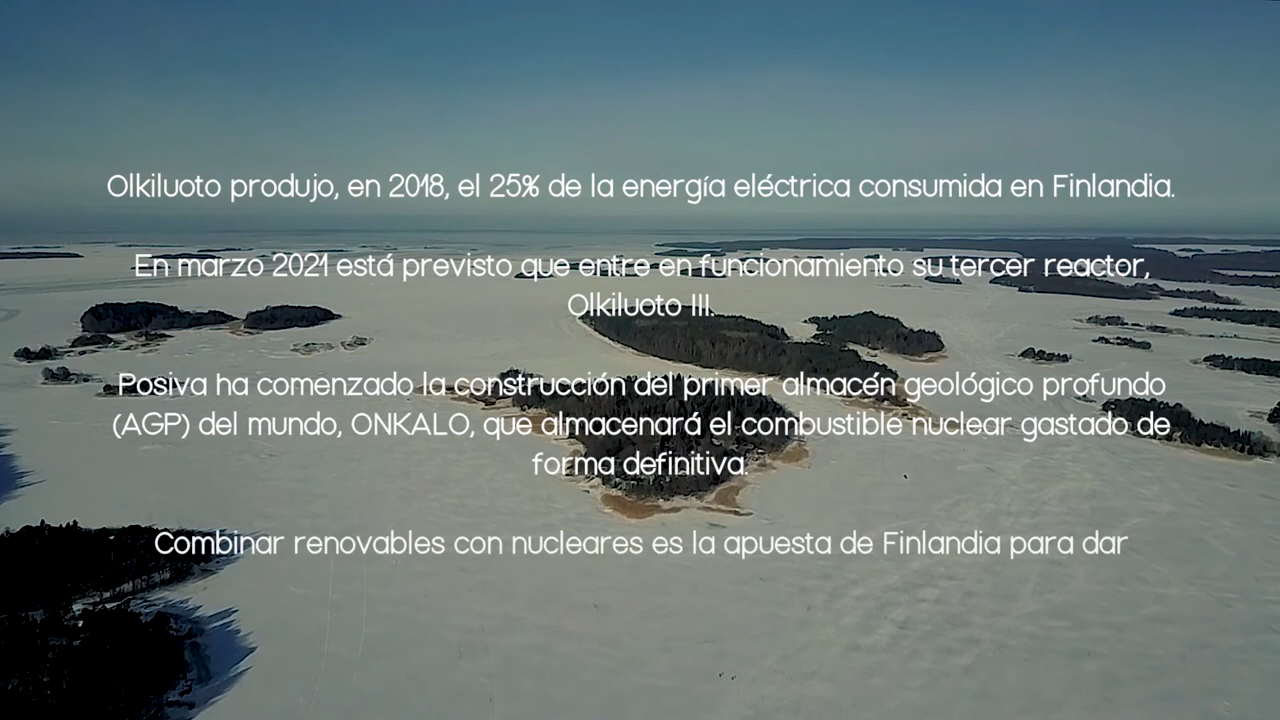 Olkiluoto produjo, en 2018, el 25% de la energía eléctrica consumida en Finlandia.
En marzo 2021 está previsto que entre en funcionamiento su tercer reactor,
Olkiluoto III.
Posiva ha comenzado la construcción del primer almacén geológico profundo
(AGP) del mundo, ONKALO, que almacenará el combustible nuclear gastado de
forma definitiva.
Combinar renovables con nucleares es la apuesta de Finlandia para dar